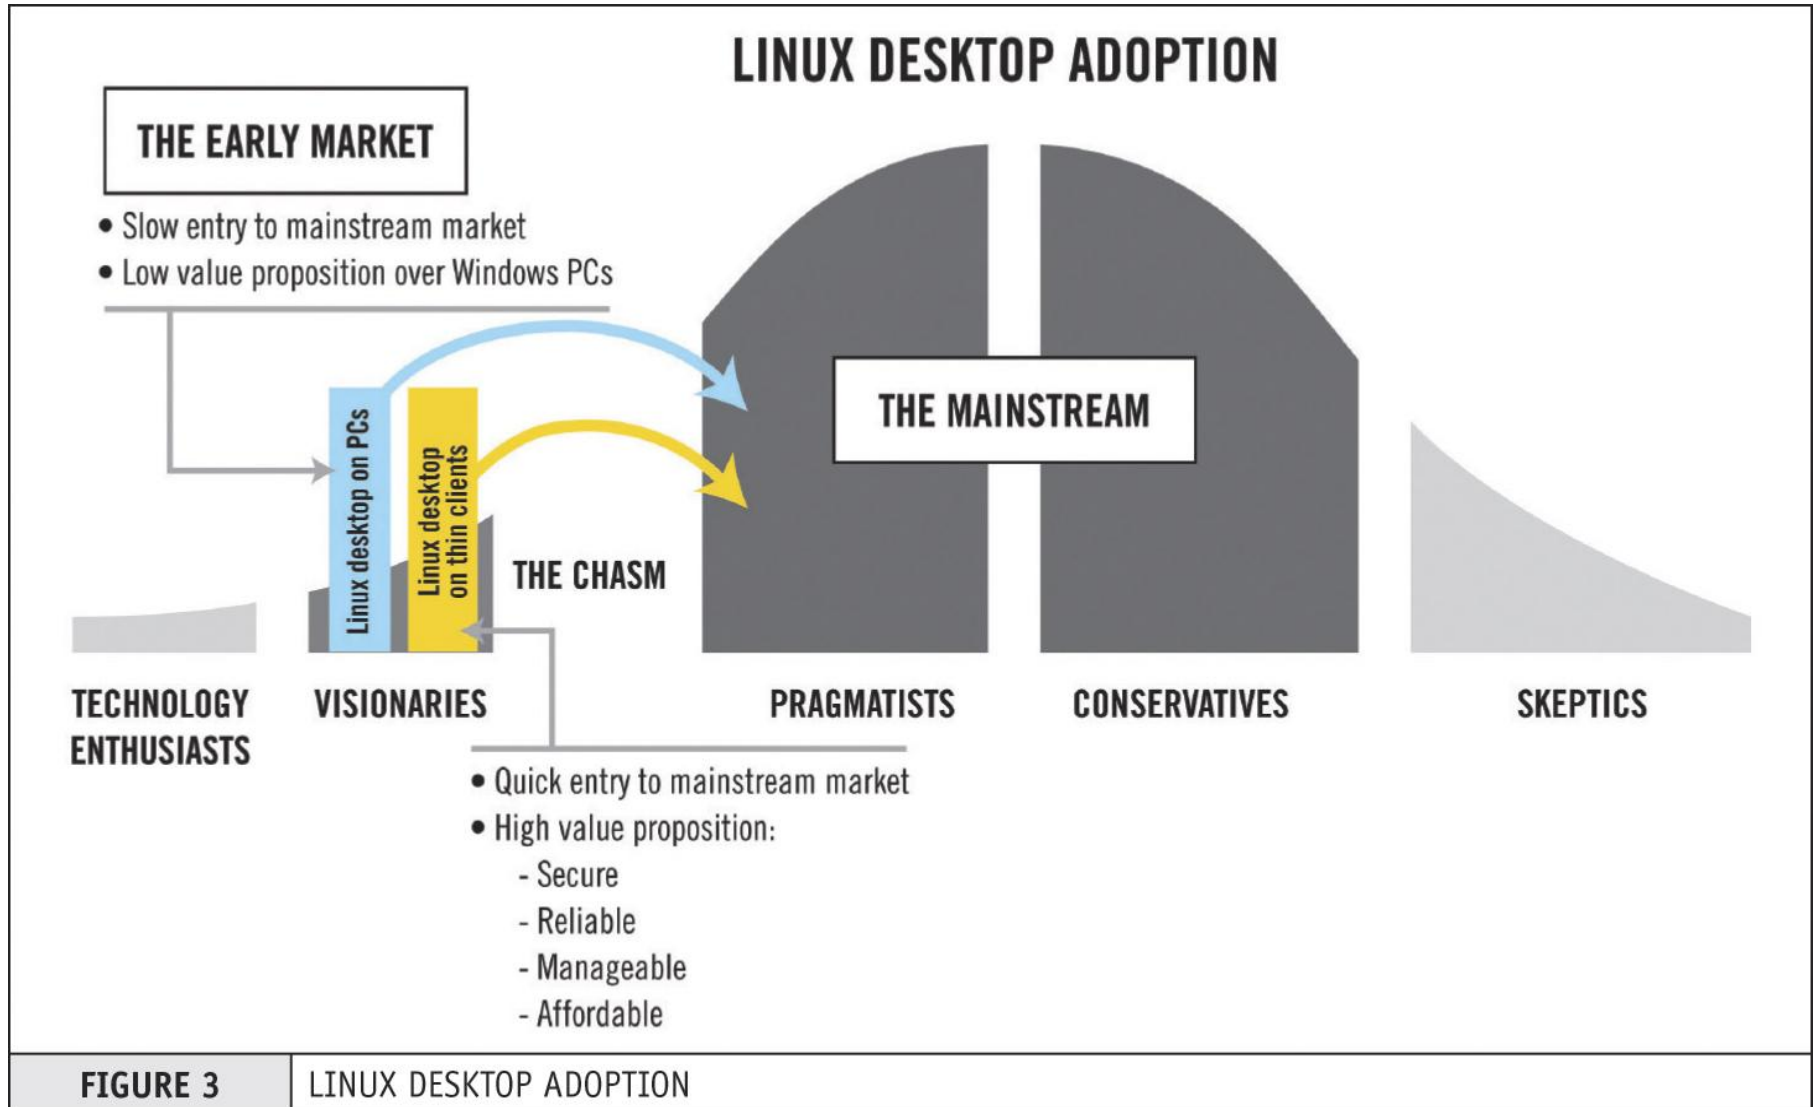 LINUX DESKTOP ADOPTION
THE EARLY MARKET
• Slow entry to mainstream market
• Low value proposition over Windows PCs
Linux desktop on PCs
Linux desktop
on thin clients
THE CHASM
THE MAINSTREAM
TECHNOLOGY
ENTHUSIASTS
VISIONARIES
PRAGMATISTS
CONSERVATIVES
SKEPTICS
• Quick entry to mainstream market
• High value proposition:
- Secure
- Reliable
- Manageable
- Affordable
FIGURE 3
LINUX DESKTOP ADOPTION